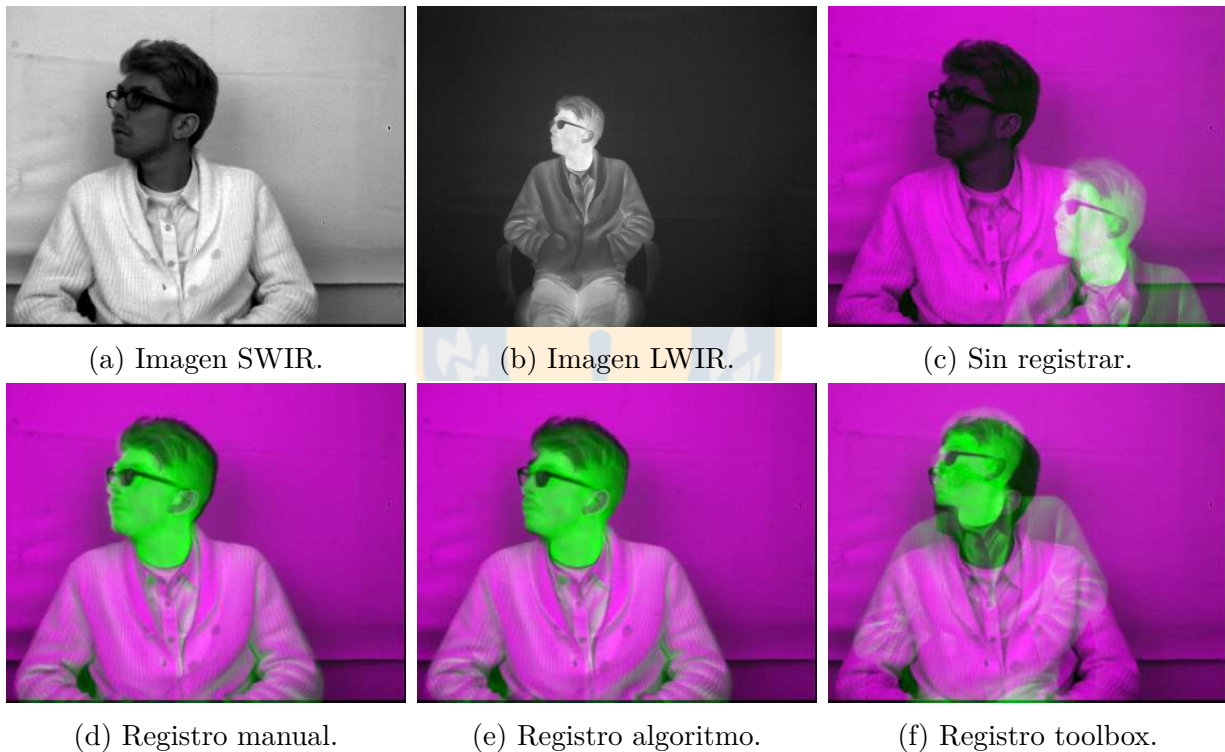 (a) Imagen SWIR.
(b) Imagen LWIR.
(c) Sin registrar.
(d) Registro manual.
(e) Registro algoritmo.
(f) Registro toolbox.